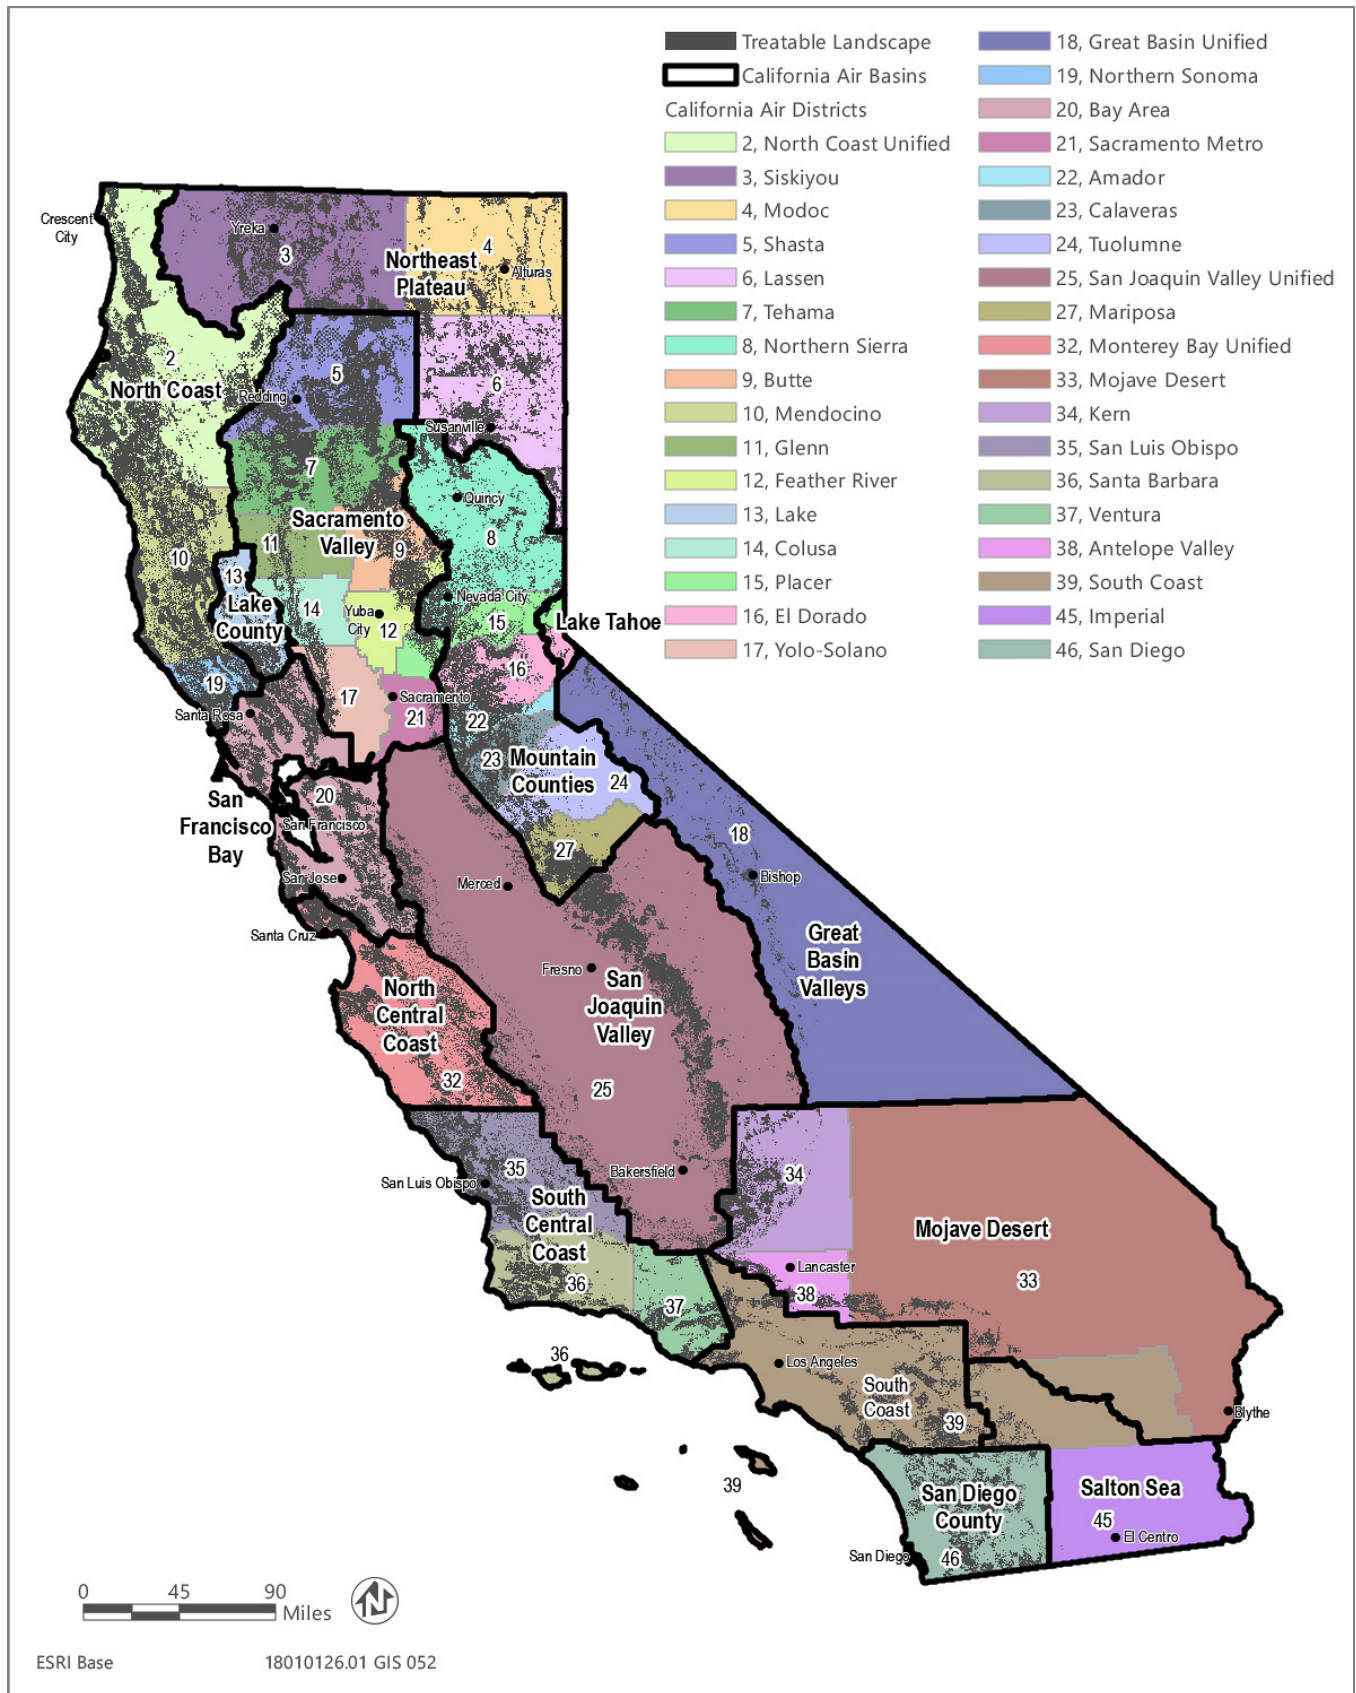 Treatable Landscape
California Air Basins
California Air Districts
2, North Coast Unified
3, Siskiyou
4, Modoc
5, Shasta
6, Lassen
7, Tehama
8, Northern Sierra
9, Butte
10, Mendocino
11, Glenn
12, Feather River
13, Lake
14, Colusa
15, Placer
16, El Dorado
17, Yolo-Solano
18, Great Basin Unified
19, Northern Sonoma
20, Bay Area
21, Sacramento Metro
22, Amador
23, Calaveras
24, Tuolumne
25, San Joaquin Valley Unified
27, Mariposa
32, Monterey Bay Unified
33, Mojave Desert
34, Kern
35, San Luis Obispo
36, Santa Barbara
37, Ventura
38, Antelope Valley
39, South Coast
45, Imperial
46, San Diego
Crescent
City
Yreka
3
4
Northeast
Plateau
Alturas
2
North Coast
5
Redding
6
Susanville
7
Quincy
Sacramento
Valley
8
9
10
11
13
Lake
County
14
Yuba
City
12
Nevada City
15
Lake Tahoe
16
19
Santa Rosa
17
Sacramento
21
22
23
Mountain
Counties
24
San
Francisco
Bay
20
San Francisco
San Jose
27
18
Bishop
Merced
Santa Cruz
Great
Basin
Valleys
Fresno
San
Joaquin
Valley
North
Central
Coast
32
25
Bakersfield
34
35
San Luis Obispo
South
Central
Coast
36
Mojave Desert
33
Lancaster
38
37
36
Los Angeles
South
Coast
39
Blythe
39
San Diego
County
San Diego
46
Salton Sea
45
El Centro
0 45 90
Miles
N
ESRI Base 18010126.01 GIS 052